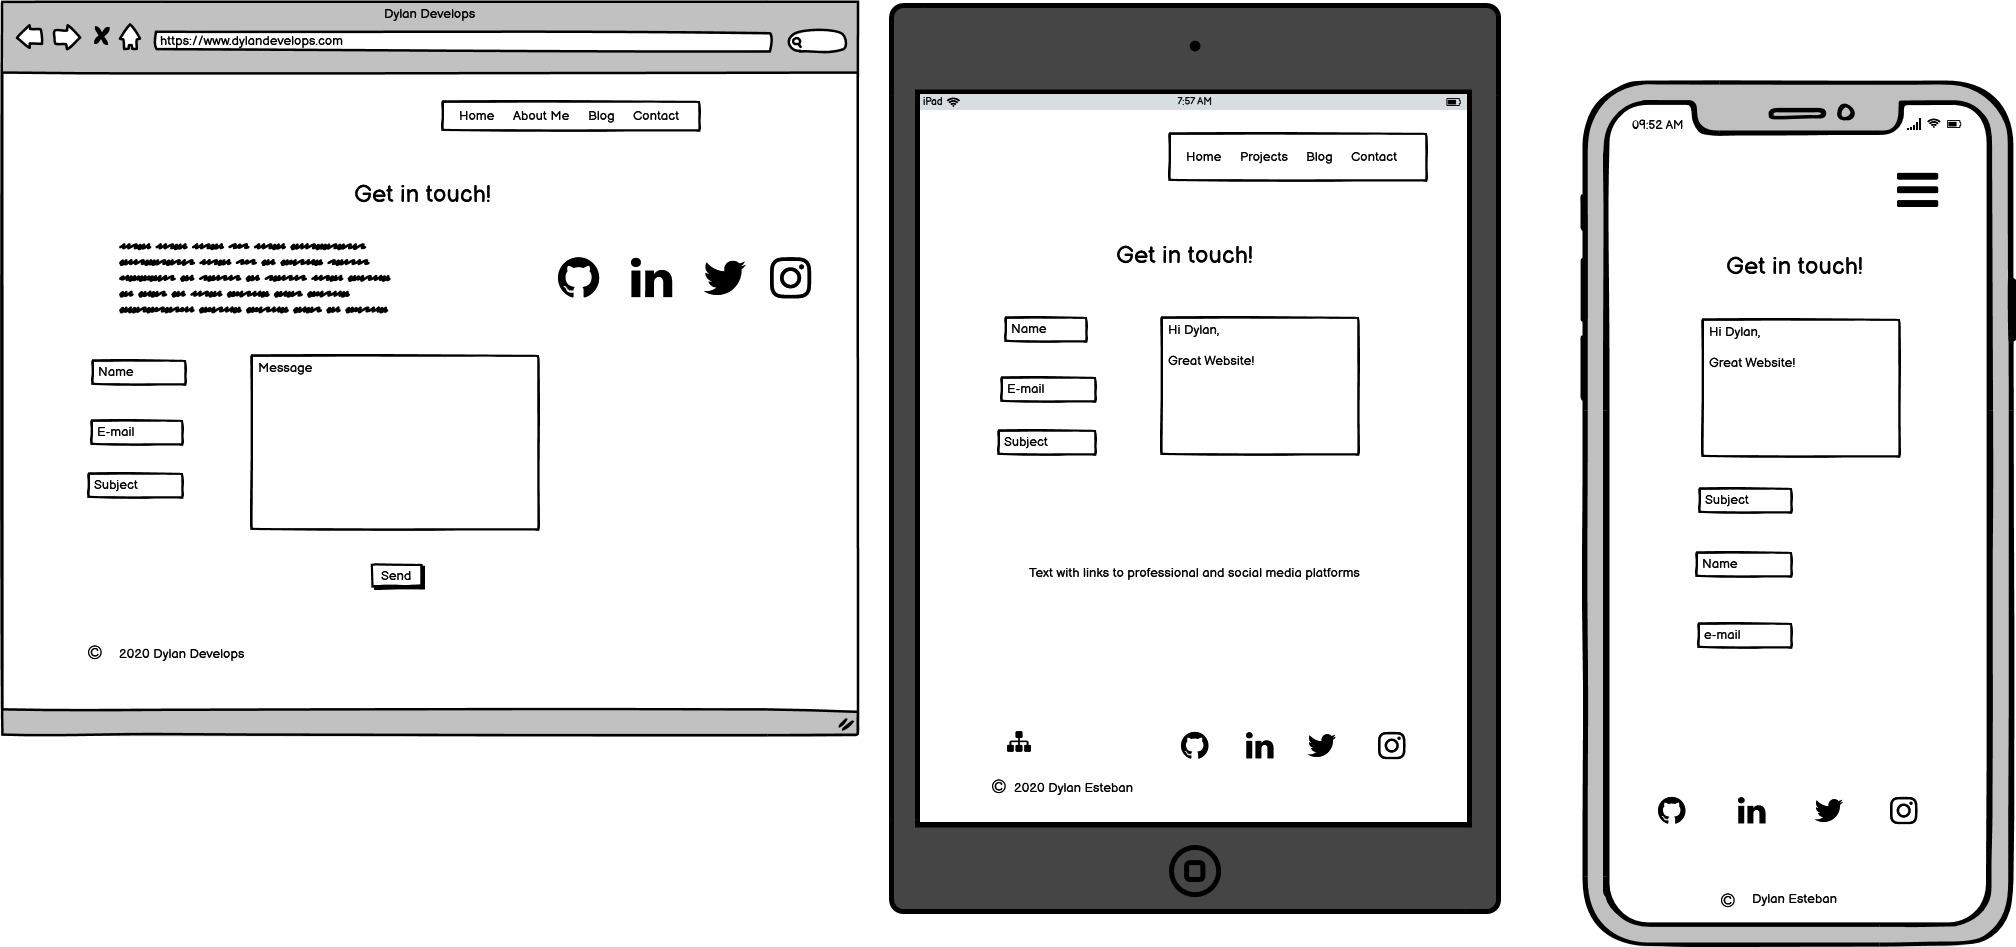 Dylan Develops
https://www.dylandevelops.com
Home About Me Blog Contact
Get in touch!
Name
Message
E-mail
Subject
Send
© 2020 Dylan Develops
iPad 7:57 AM
Home Projects Blog Contact
Get in touch!
Name
Hi Dylan,
Great Website!
E-mail
Subject
Text with links to professional and social media platforms
© 2020 Dylan Esteban
09:52 AM
Get in touch!
Hi Dylan,
Great Website!
Subject
Name
e-mail
© Dylan Esteban